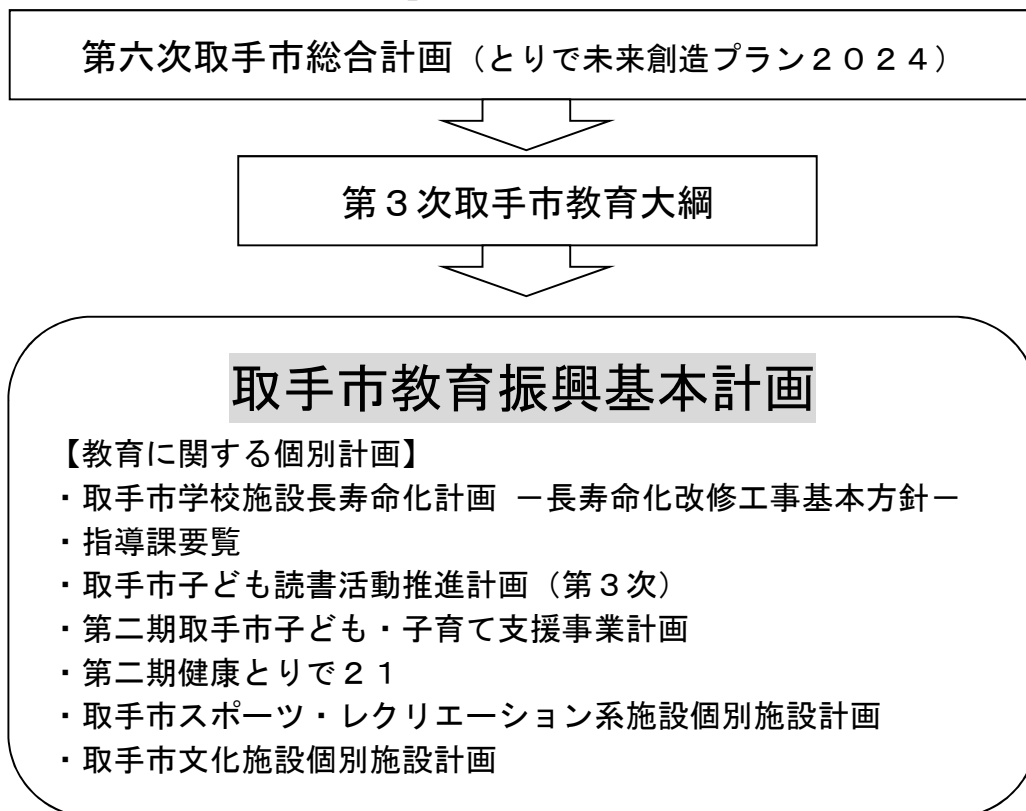 第六次取手市総合計画（とりで未来創造プラン２０２４）
第３次取手市教育大綱
取手市教育振興基本計画
【教育に関する個別計画】
・取手市学校施設長寿命化計画　－長寿命化改修工事基本方針－
・指導課要覧
・取手市子ども読書活動推進計画（第３次）
・第二期取手市子ども・子育て支援事業計画
・第二期健康とりで２１
・取手市スポーツ・レクリエーション系施設個別施設計画
・取手市文化施設個別施設計画